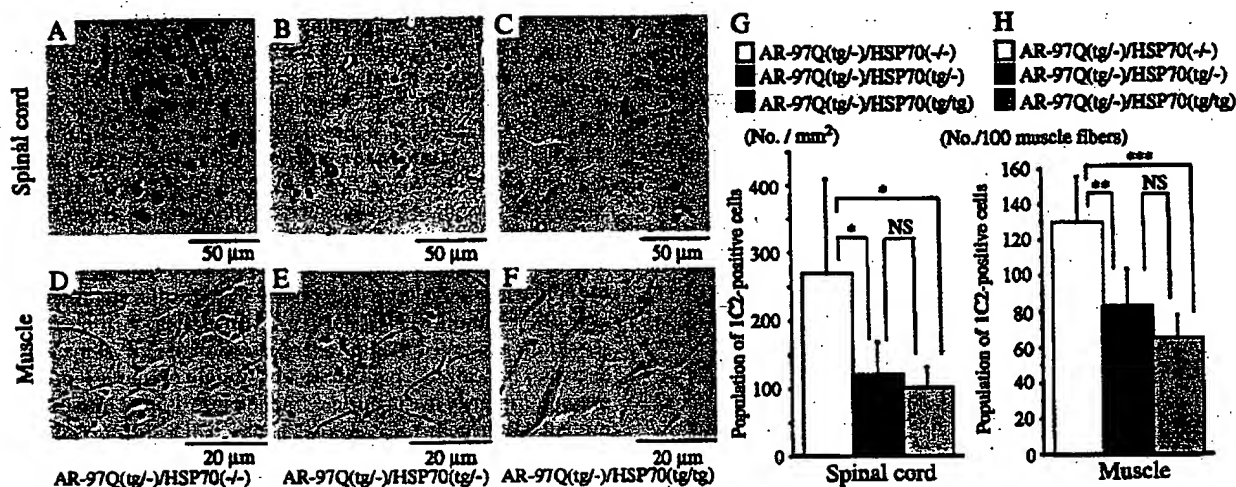 A
B
C
Spinal cord
50 µm
50 µm
50 µm
D
E
F
Muscle
20 µm
20 µm
20 µm
AR-97Q(tg/-)/HSP70(-/-)
AR-97Q(tg/-)/HSP70(tg/-)
AR-97Q(tg/-)/HSP70(tg/tg)
G
AR-97Q(tg/-)/HSP70(-/-)
AR-97Q(tg/-)/HSP70(tg/-)
AR-97Q(tg/-)/HSP70(tg/tg)
(No. / mm²)
Population of 1C2-positive cells
400
300
200
100
0
*
*
NS
Spinal cord
H
AR-97Q(tg/-)/HSP70(-/-)
AR-97Q(tg/-)/HSP70(tg/-)
AR-97Q(tg/-)/HSP70(tg/tg)
(No./100 muscle fibers)
Population of 1C2-positive cells
160
140
120
100
80
60
40
20
0
***
**
NS
Muscle